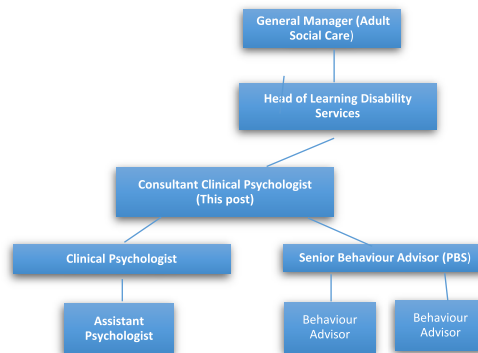 General Manager (Adult
Social Care)
Head of Learning Disability
Services
Consultant Clinical Psychologist
(This post)
Clinical Psychologist
Senior Behaviour Advisor (PBS)
Assistant
Psychologist
Behaviour
Advisor
Behaviour
Advisor